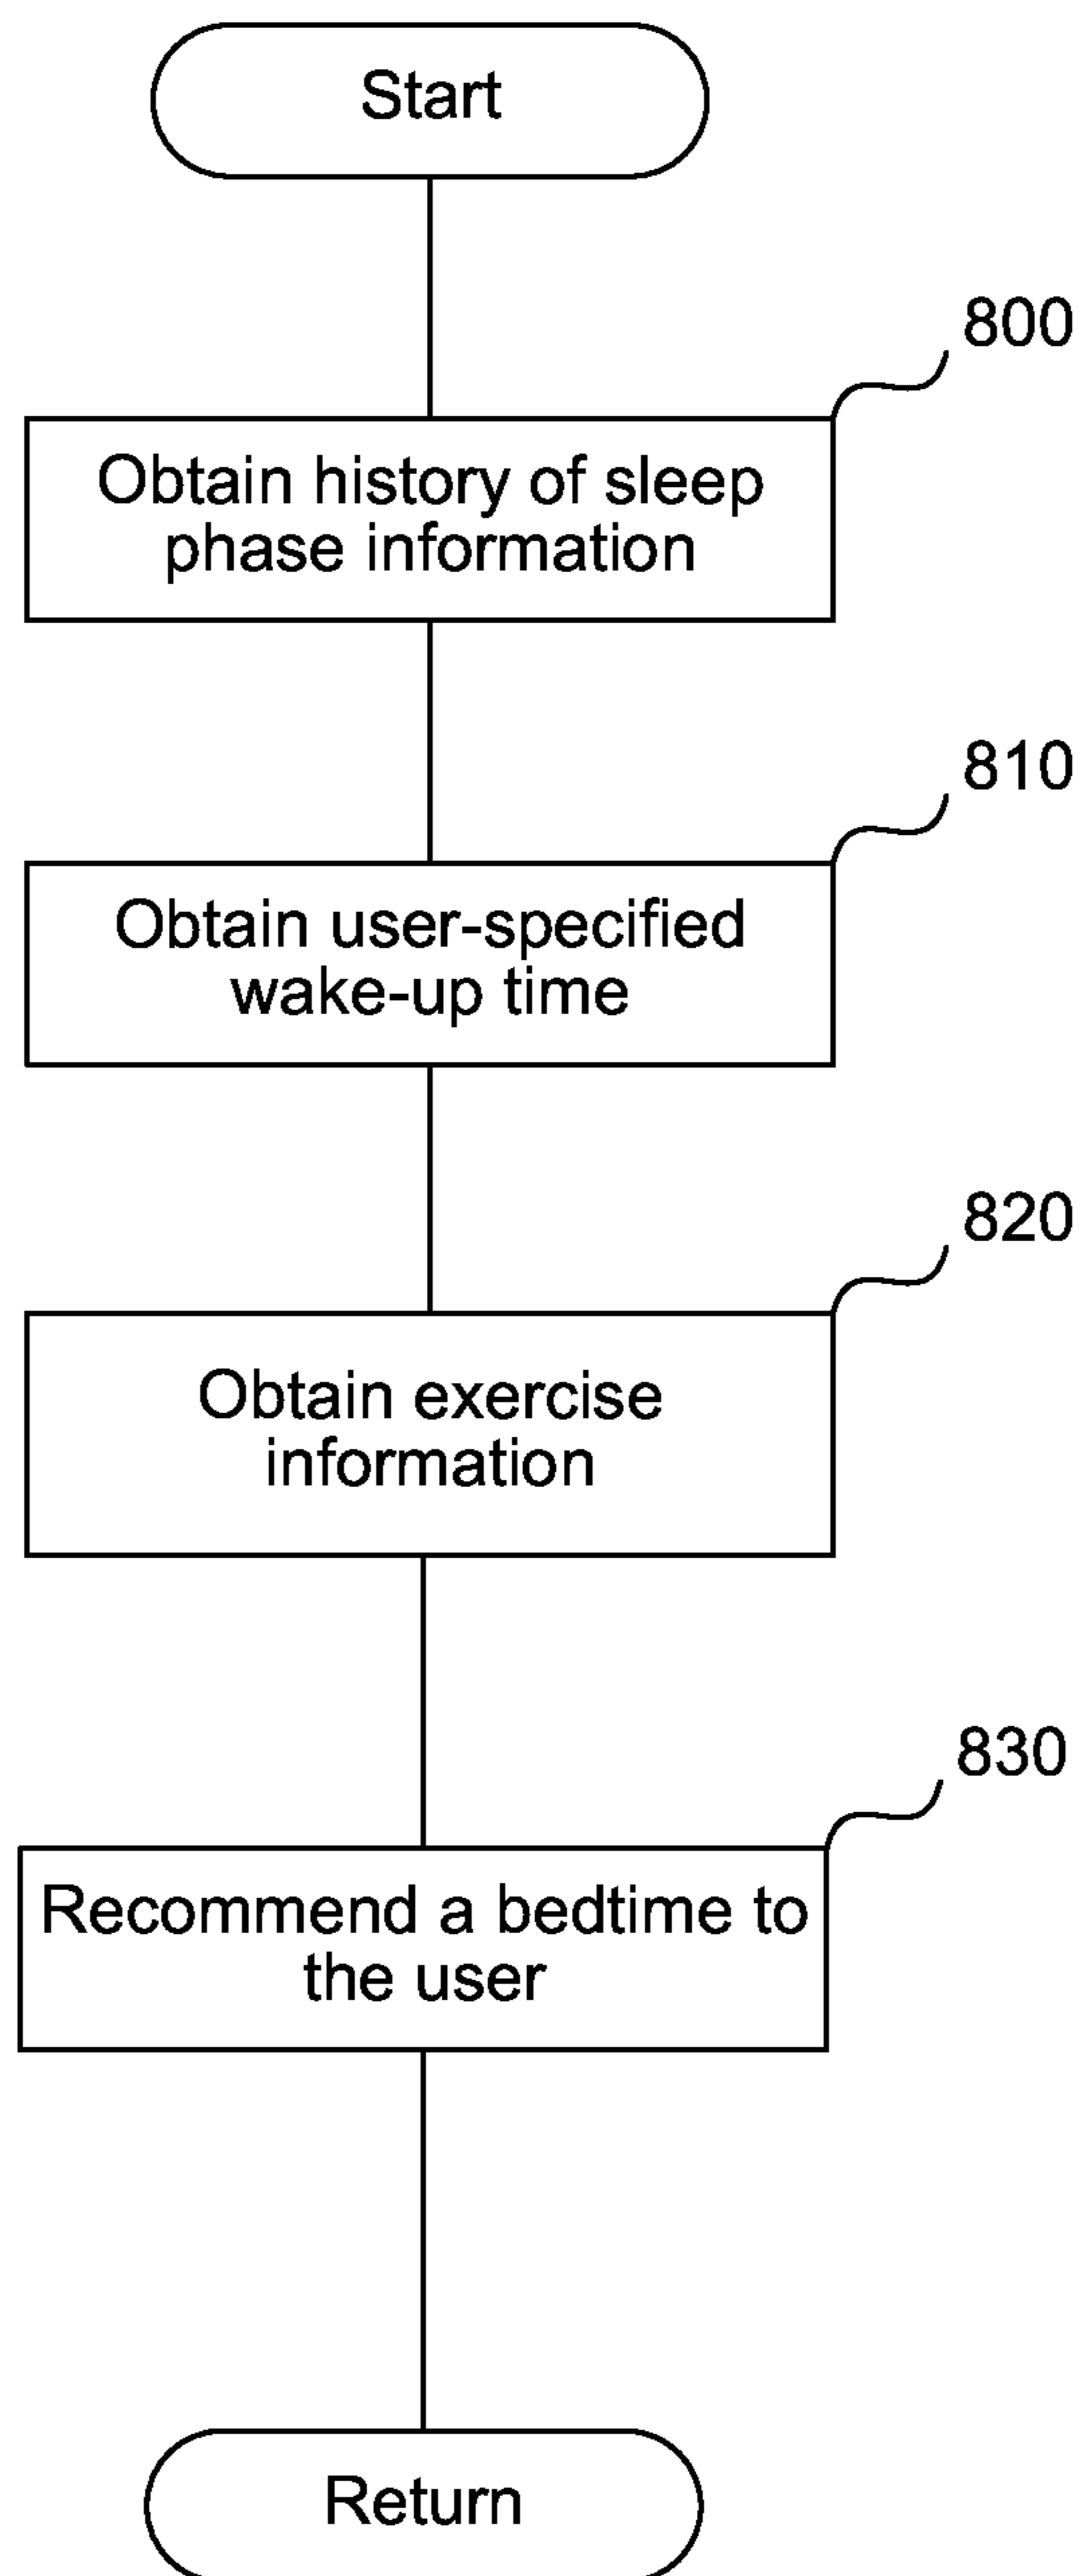 Start
800
Obtain history of sleep
phase information
810
Obtain user-specified
wake-up time
820
Obtain exercise
information
830
Recommend a bedtime to
the user
Return